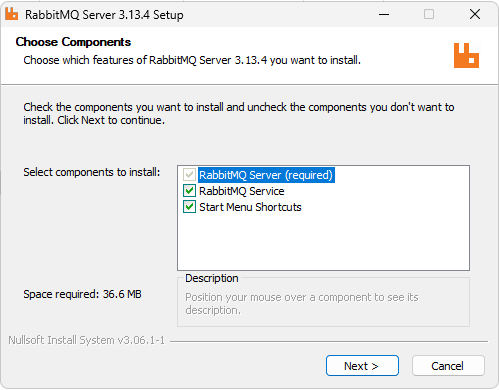 RabbitMQ Server 3.13.4 Setup
Choose Components
Choose which features of RabbitMQ Server 3.13.4 you want to install.
Check the components you want to install and uncheck the components you don't want to
install. Click Next to continue.
Select components to install:
RabbitMQ Server (required)
RabbitMQ Service
Start Menu Shortcuts
Space required: 36.6 MB
Description
Position your mouse over a component to see its
description.
Nullsoft Install System v3.06.1-1
Next >
Cancel